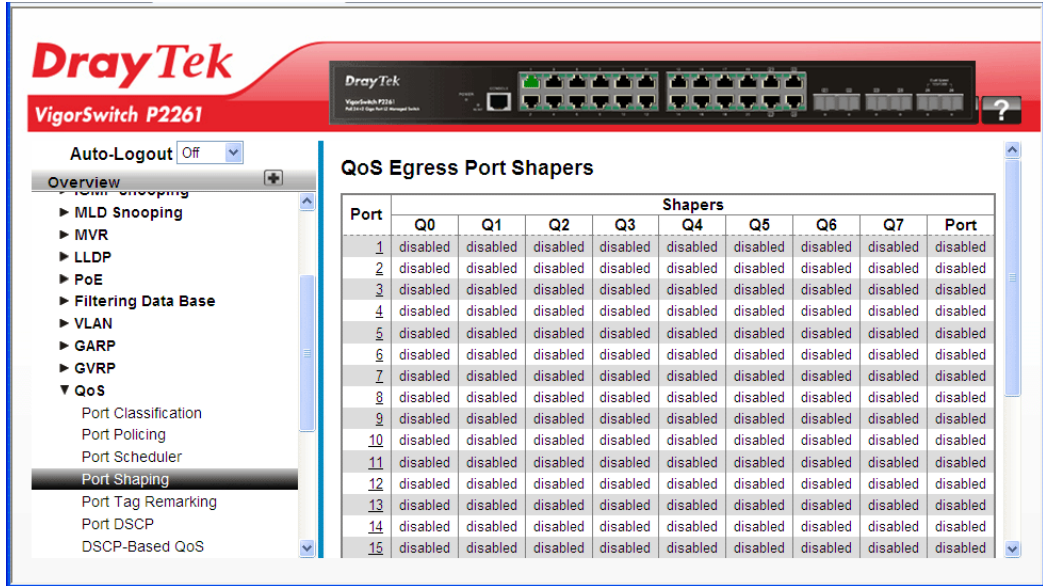 DrayTek
VigorSwitch P2261
DrayTek
VigorSwitch P2261
?
Auto-Logout Off
Overview
IGMP Snooping
MLD Snooping
MVR
LLDP
PoE
Filtering Data Base
VLAN
GARP
GVRP
QoS
Port Classification
Port Policing
Port Scheduler
Port Shaping
Port Tag Remarking
Port DSCP
DSCP-Based QoS
QoS Egress Port Shapers
Port Shapers
Q0 Q1 Q2 Q3 Q4 Q5 Q6 Q7 Port
1 disabled disabled disabled disabled disabled disabled disabled disabled disabled
2 disabled disabled disabled disabled disabled disabled disabled disabled disabled
3 disabled disabled disabled disabled disabled disabled disabled disabled disabled
4 disabled disabled disabled disabled disabled disabled disabled disabled disabled
5 disabled disabled disabled disabled disabled disabled disabled disabled disabled
6 disabled disabled disabled disabled disabled disabled disabled disabled disabled
7 disabled disabled disabled disabled disabled disabled disabled disabled disabled
8 disabled disabled disabled disabled disabled disabled disabled disabled disabled
9 disabled disabled disabled disabled disabled disabled disabled disabled disabled
10 disabled disabled disabled disabled disabled disabled disabled disabled disabled
11 disabled disabled disabled disabled disabled disabled disabled disabled disabled
12 disabled disabled disabled disabled disabled disabled disabled disabled disabled
13 disabled disabled disabled disabled disabled disabled disabled disabled disabled
14 disabled disabled disabled disabled disabled disabled disabled disabled disabled
15 disabled disabled disabled disabled disabled disabled disabled disabled disabled